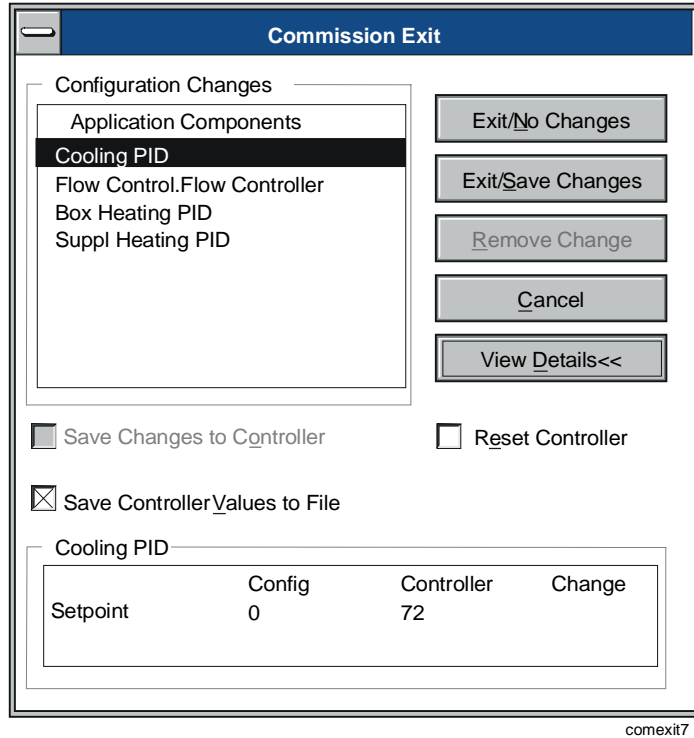 Commission Exit
Configuration Changes
Application Components
Cooling PID
Flow Control.Flow Controller
Box Heating PID
Suppl Heating PID
Exit/No Changes
Exit/Save Changes
Remove Change
Cancel
View Details<<
Save Changes to Controller
Reset Controller
Save Controller Values to File
Cooling PID
Config Controller Change
Setpoint 0 72
comexit7